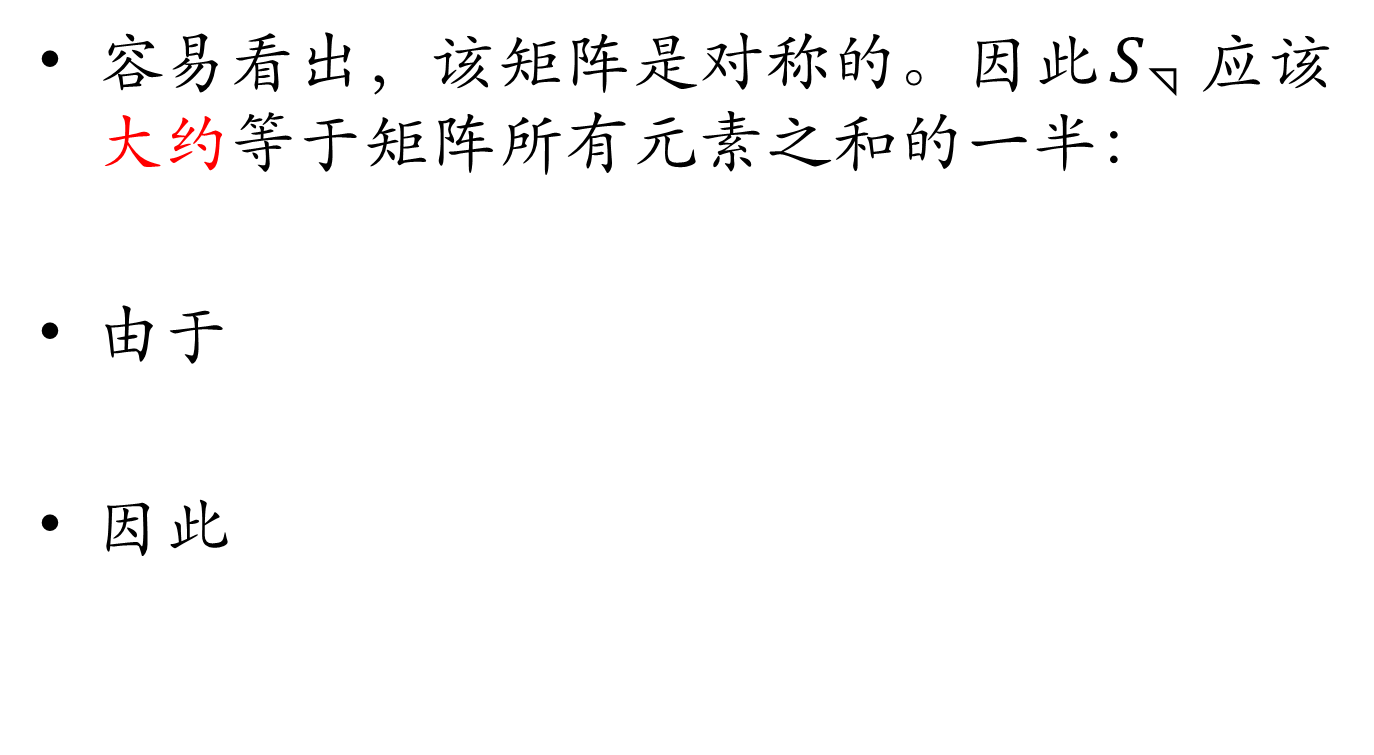 • 容易看出，该矩阵是对称的。因此S◹ 应该
大约等于矩阵所有元素之和的一半：
• 由于
• 因此